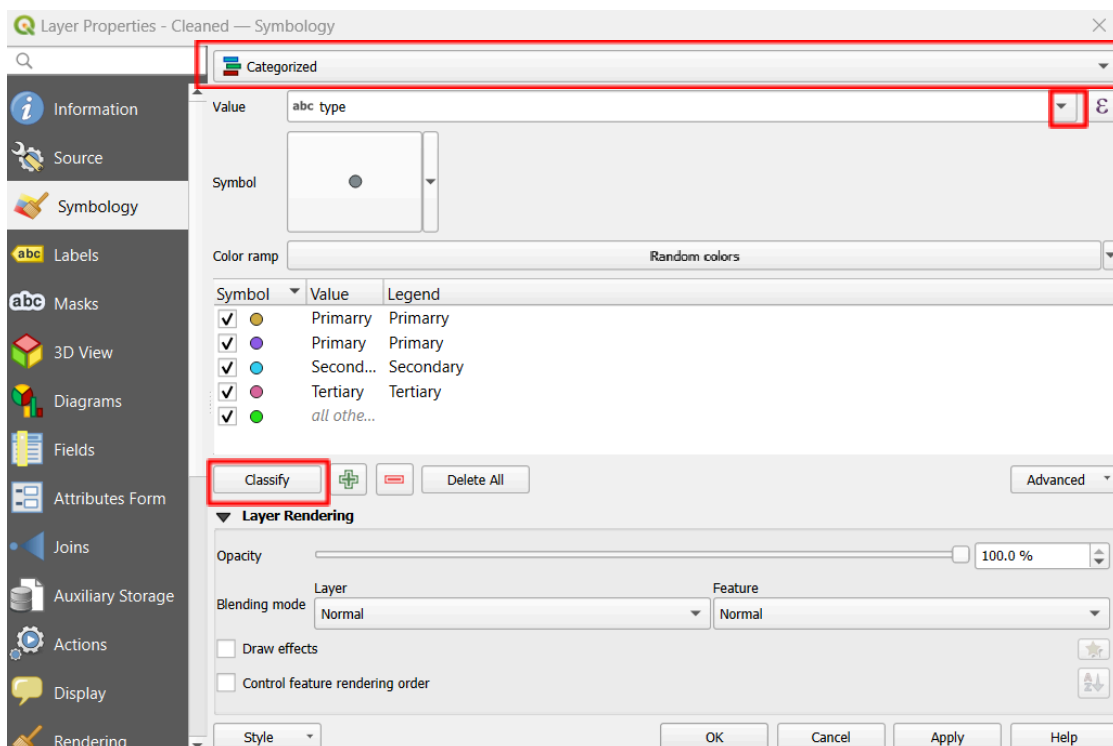 Layer Properties - Cleaned — Symbology
Categorized
Information
Value abc type ε
Source
Symbology
Symbol
abc Labels
Color ramp Random colors
abc Masks
Symbol Value Legend
Primarry Primarry
3D View
Primary Primary
Second... Secondary
Diagrams
Tertiary Tertiary
all othe...
Fields
Classify Delete All Advanced
Attributes Form
Layer Rendering
Joins
Opacity 100.0 %
Auxiliary Storage
Layer Feature
Blending mode Normal Normal
Actions
Draw effects
Control feature rendering order
Display
Rendering
Style OK Cancel Apply Help